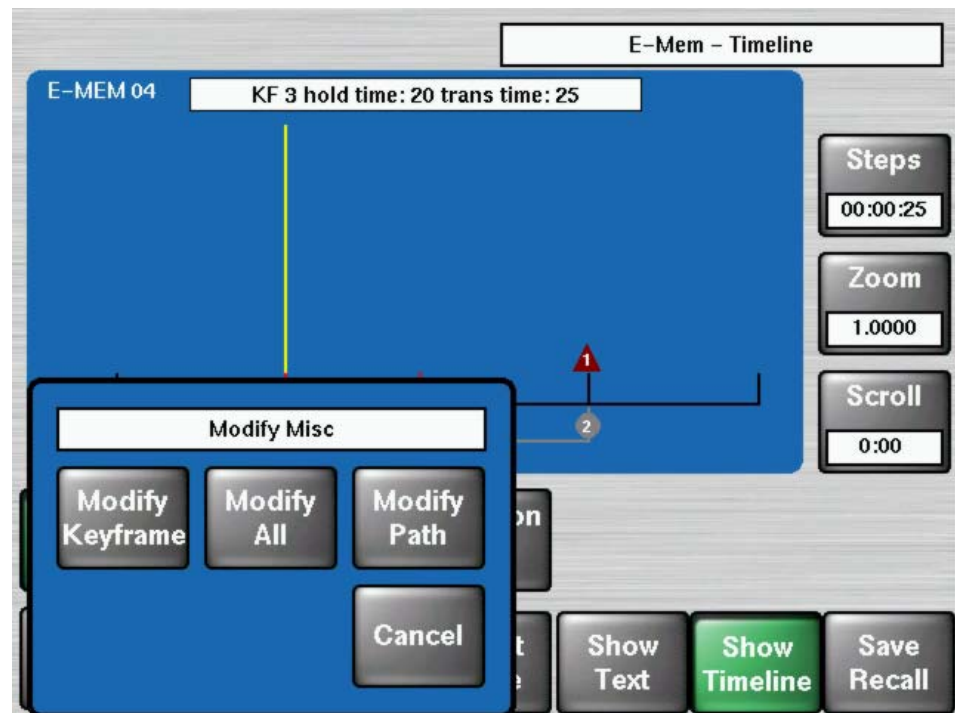 E-Mem - Timeline
E-MEM 04
KF 3 hold time: 20 trans time: 25
Steps
00:00:25
Zoom
1.0000
Scroll
0:00
1
2
Modify Misc
Modify
Keyframe
Modify
All
Modify
Path
Cancel
Show
Text
Show
Timeline
Save
Recall